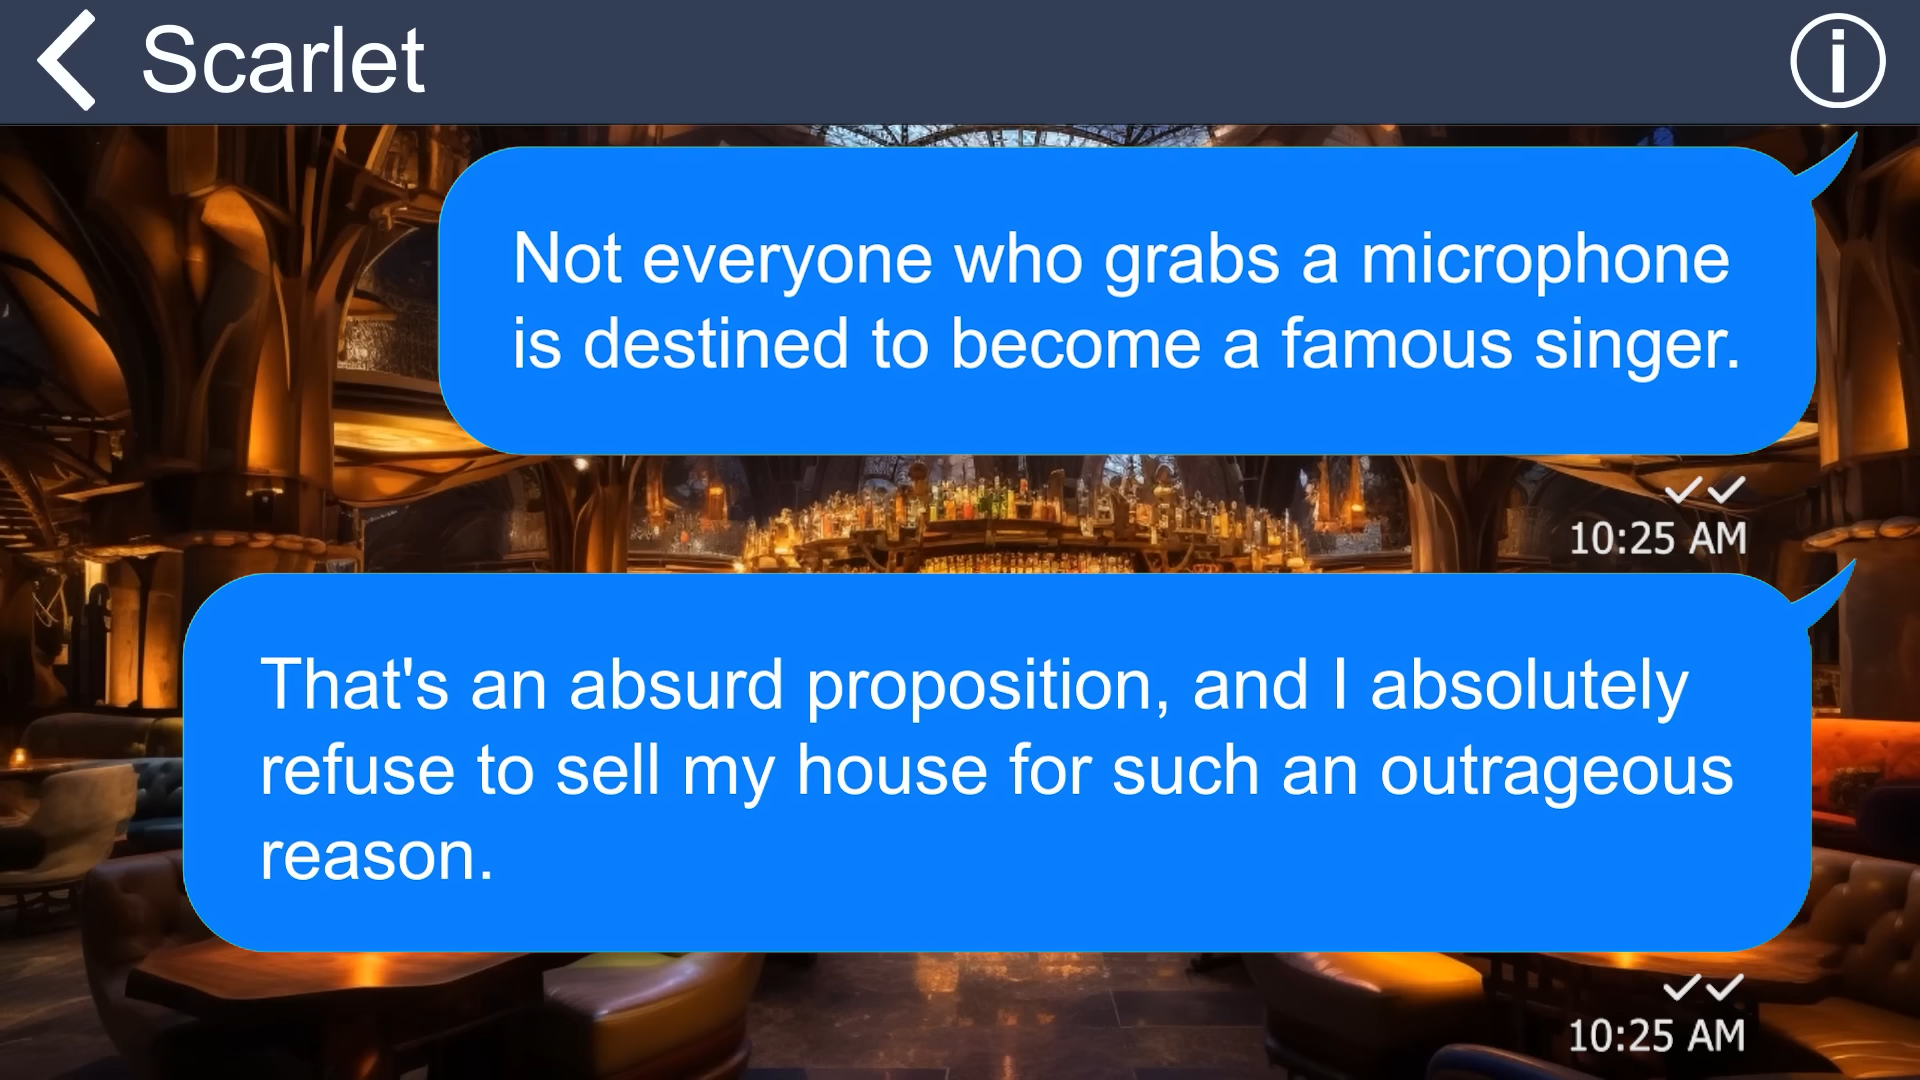 Scarlet
Not everyone who grabs a microphone
is destined to become a famous singer.
10:25 AM
That's an absurd proposition, and I absolutely
refuse to sell my house for such an outrageous
reason.
10:25 AM